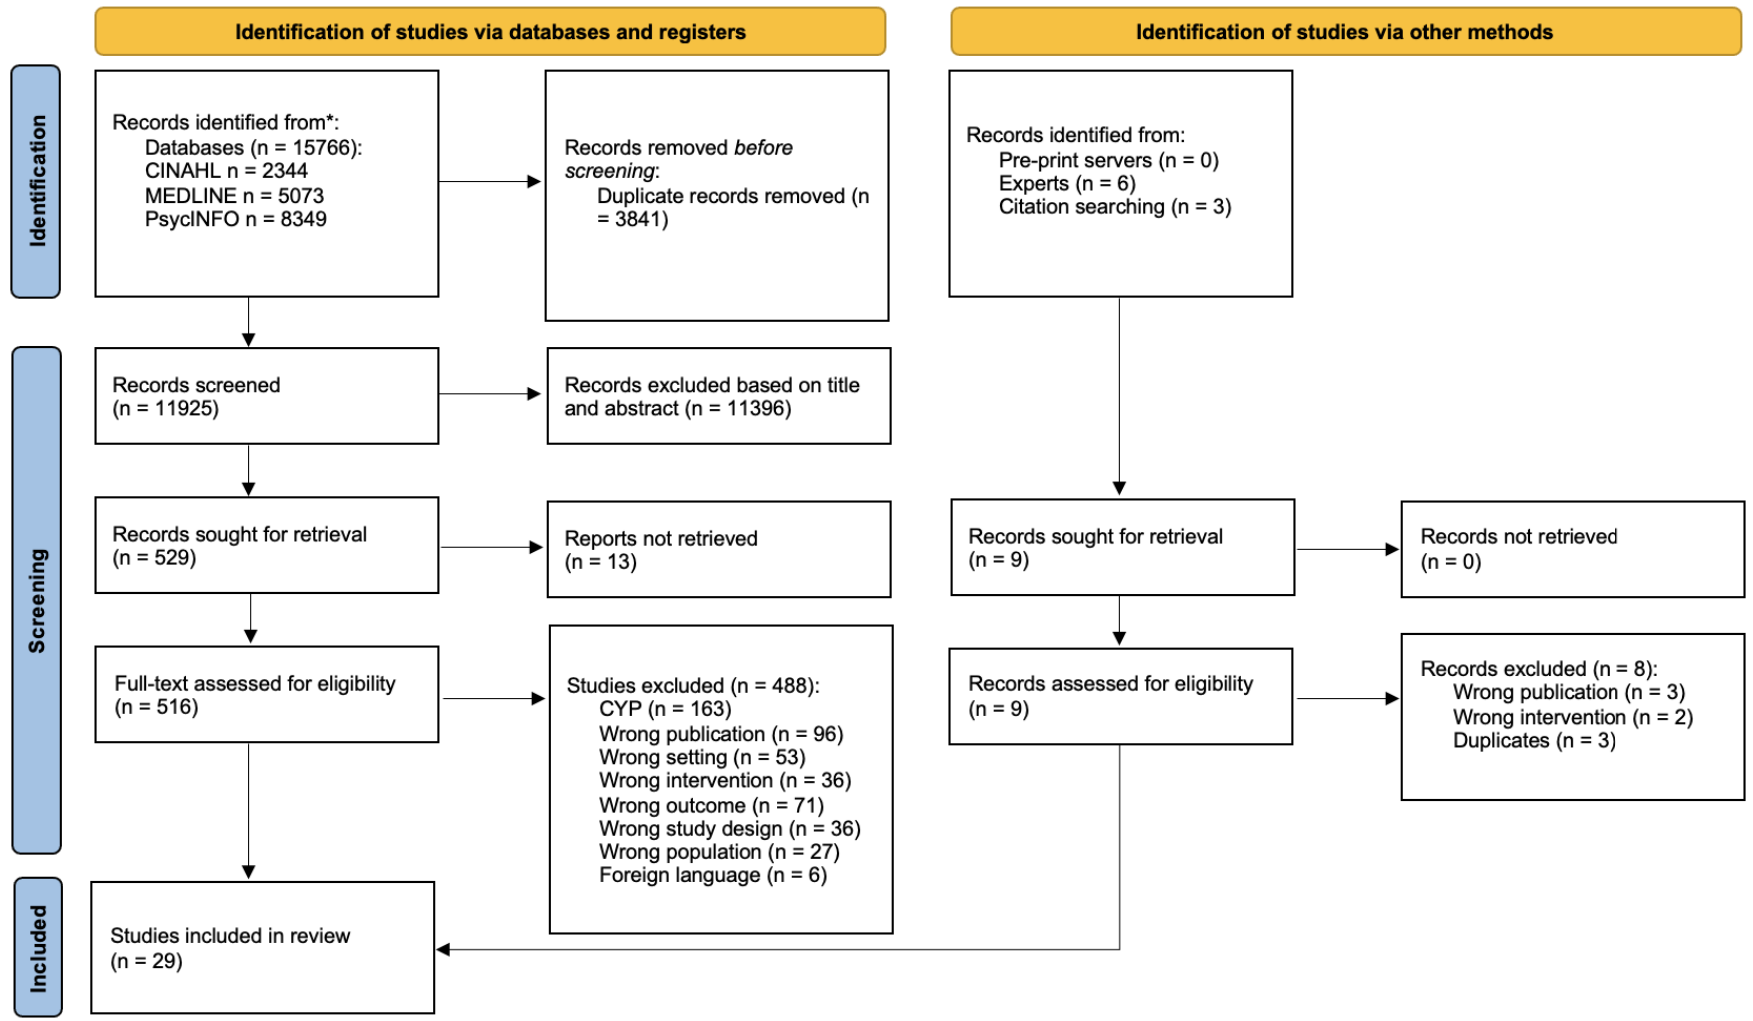 Identification of studies via databases and registers
Identification of studies via other methods
Identification
Records identified from*:
Databases (n = 15766):
CINAHL n = 2344
MEDLINE n = 5073
PsycINFO n = 8349
Records removed before
screening:
Duplicate records removed (n
= 3841)
Records identified from:
Pre-print servers (n = 0)
Experts (n = 6)
Citation searching (n = 3)
Screening
Records screened
(n = 11925)
Records excluded based on title
and abstract (n = 11396)
Records sought for retrieval
(n = 529)
Reports not retrieved
(n = 13)
Records sought for retrieval
(n = 9)
Records not retrieved
(n = 0)
Full-text assessed for eligibility
(n = 516)
Studies excluded (n = 488):
CYP (n = 163)
Wrong publication (n = 96)
Wrong setting (n = 53)
Wrong intervention (n = 36)
Wrong outcome (n = 71)
Wrong study design (n = 36)
Wrong population (n = 27)
Foreign language (n = 6)
Records assessed for eligibility
(n = 9)
Records excluded (n = 8):
Wrong publication (n = 3)
Wrong intervention (n = 2)
Duplicates (n = 3)
Included
Studies included in review
(n = 29)